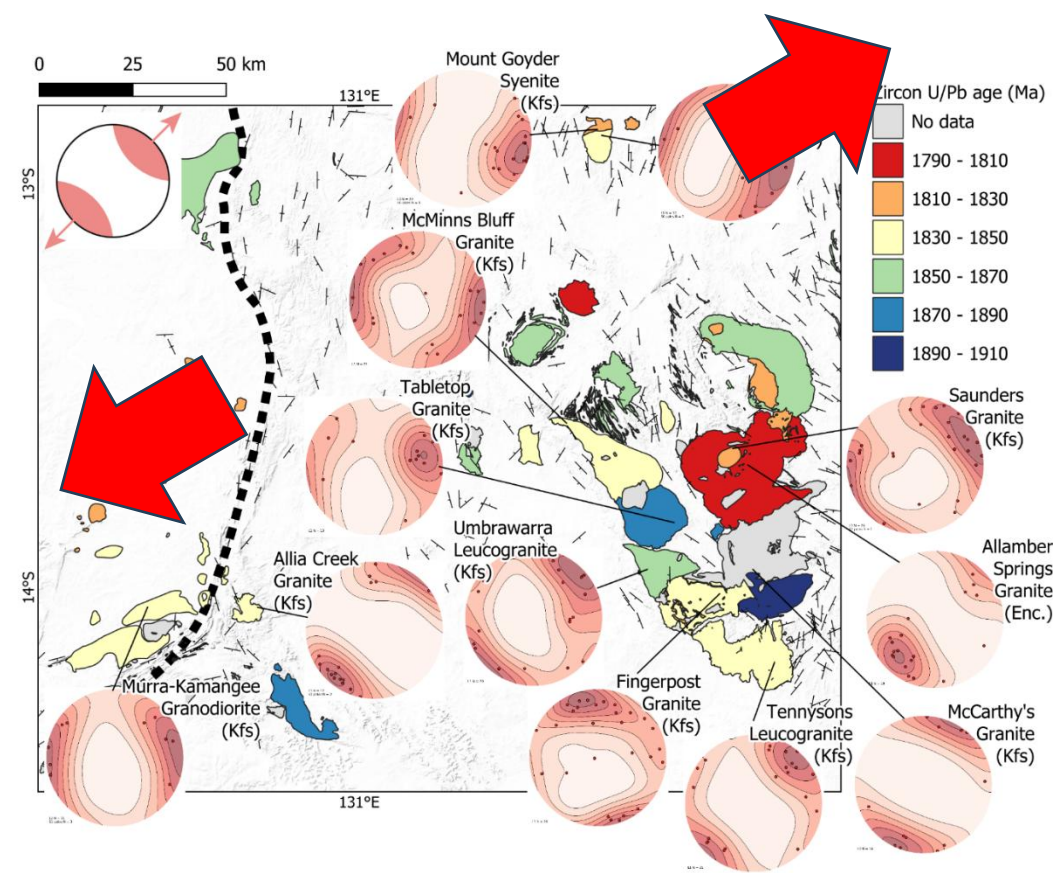 0 25 50 km
131°E
13°S
14°S
Mount Goyder
Syenite
(Kfs)
McMinns Bluff
Granite
(Kfs)
Tabletop
Granite
(Kfs)
Umbrawarra
Leucogranite
(Kfs)
Allia Creek
Granite
(Kfs)
Murra-Kamangee
Granodiorite
(Kfs)
Fingerpost
Granite
(Kfs)
Tennysons
Leucogranite
(Kfs)
McCarthy's
Granite
(Kfs)
Allamber
Springs
Granite
(Enc.)
Saunders
Granite
(Kfs)
131°E
U/Pb age (Ma)
No data
1790 - 1810
1810 - 1830
1830 - 1850
1850 - 1870
1870 - 1890
1890 - 1910